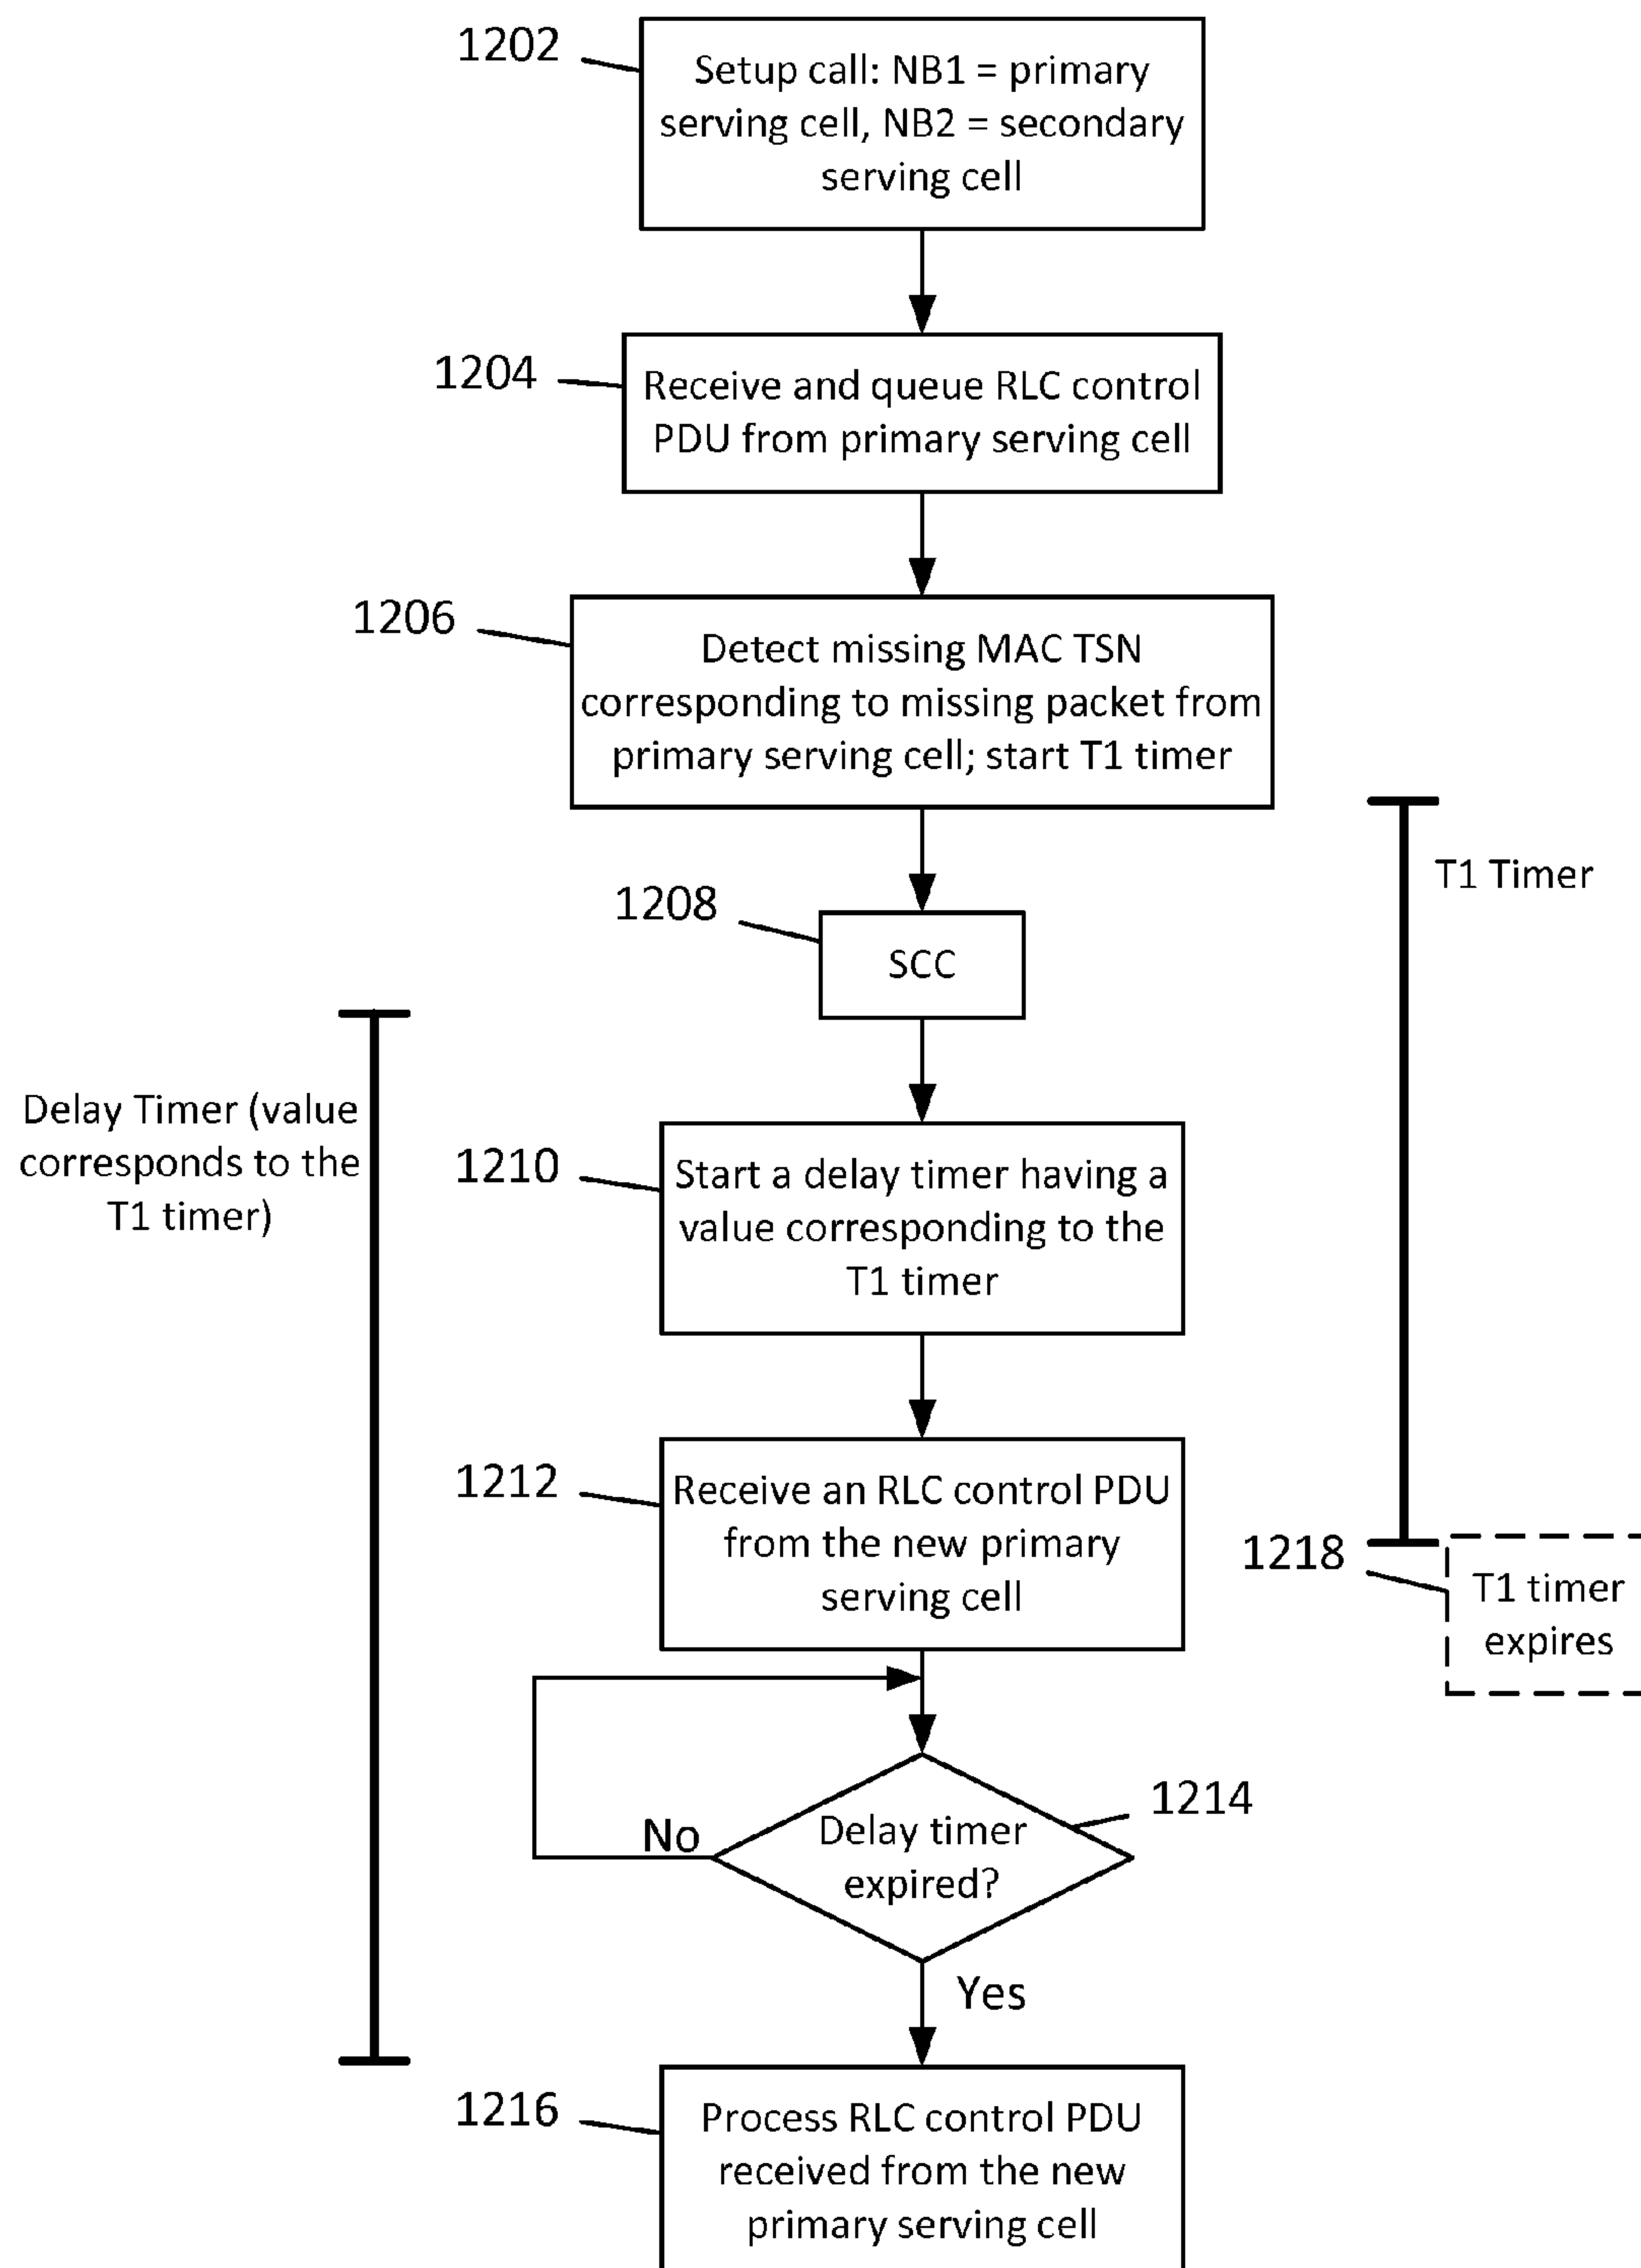 1202
Setup call: NB1 = primary
serving cell, NB2 = secondary
serving cell
1204
Receive and queue RLC control
PDU from primary serving cell
1206
Detect missing MAC TSN
corresponding to missing packet from
primary serving cell; start T1 timer
T1 Timer
1208
SCC
Delay Timer (value
corresponds to the
T1 timer)
1210
Start a delay timer having a
value corresponding to the
T1 timer
1212
Receive an RLC control PDU
from the new primary
serving cell
1218
T1 timer
expires
1214
Delay timer
expired?
No
Yes
1216
Process RLC control PDU
received from the new
primary serving cell